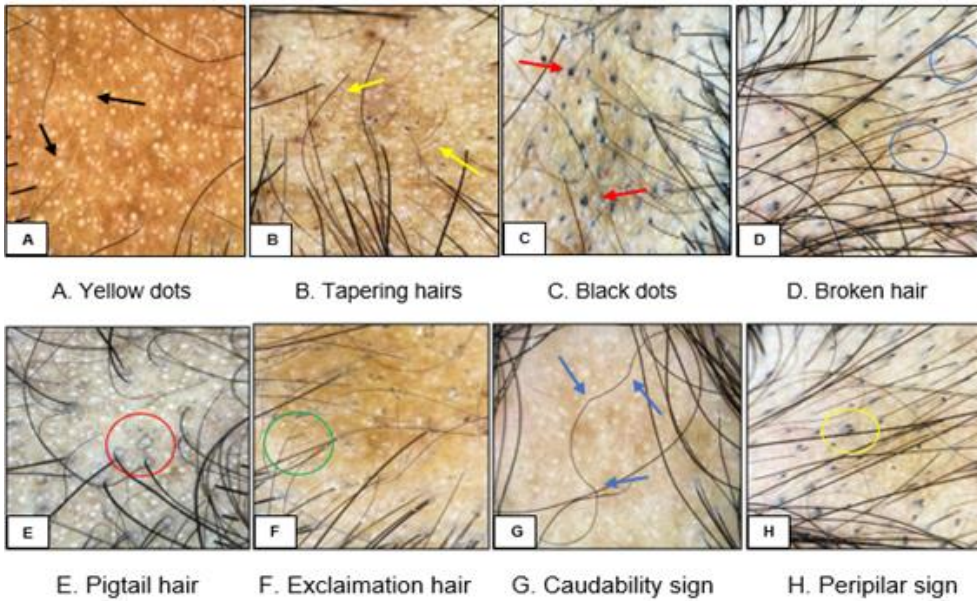 A
B
C
D
A. Yellow dots
B. Tapering hairs
C. Black dots
D. Broken hair
E
F
G
H
E. Pigtail hair
F. Exclaimation hair
G. Caudability sign
H. Peripilar sign